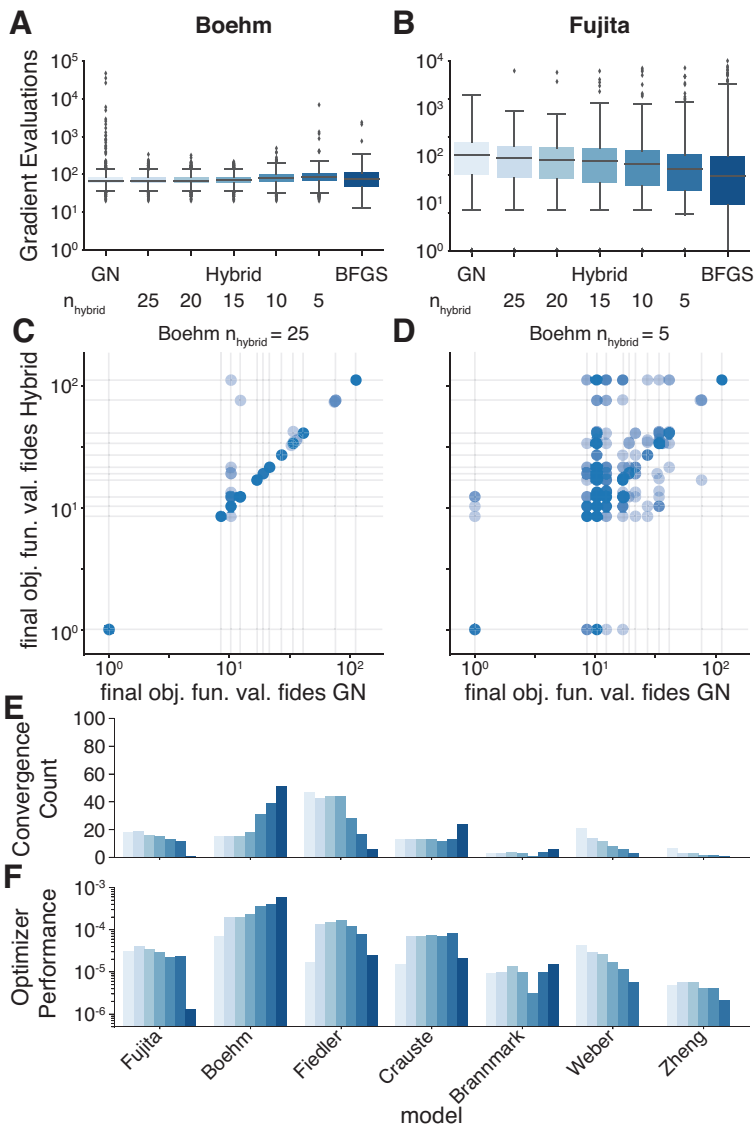 A Boehm B Fujita
Gradient Evaluations
10^5
10^4
10^3
10^2
10^1
10^0
10^4
10^3
10^2
10^1
10^0
GN Hybrid BFGS GN Hybrid BFGS
n_hybrid 25 20 15 10 5 n_hybrid 25 20 15 10 5
C Boehm n_hybrid = 25 D Boehm n_hybrid = 5
final obj. fun. val. fides Hybrid
10^2
10^1
10^0
10^0 10^1 10^2 10^0 10^1 10^2
final obj. fun. val. fides GN final obj. fun. val. fides GN
E
Convergence
Count
100
80
60
40
20
0
F
Optimizer
Performance
10^-3
10^-4
10^-5
10^-6
Fujita Boehm Fiedler Crauste Brannmark Weber Zheng
model